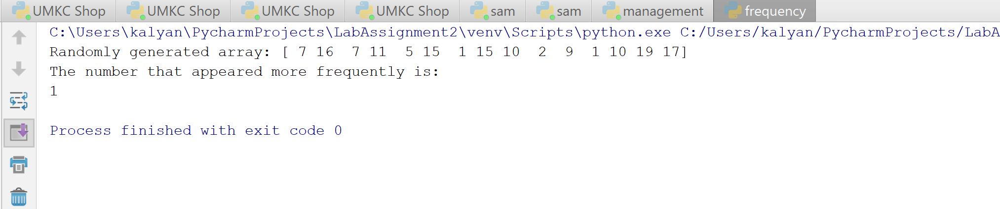 UMKC Shop UMKC Shop UMKC Shop UMKC Shop sam sam management frequency
C:\Users\kalyan\PycharmProjects\LabAssignment2\venv\Scripts\python.exe C:/Users/kalyan/PycharmProjects/LabA
Randomly generated array: [ 7 16  7 11  5 15  1 15 10  2  9  1 10 19 17]
The number that appeared more frequently is:
1
Process finished with exit code 0